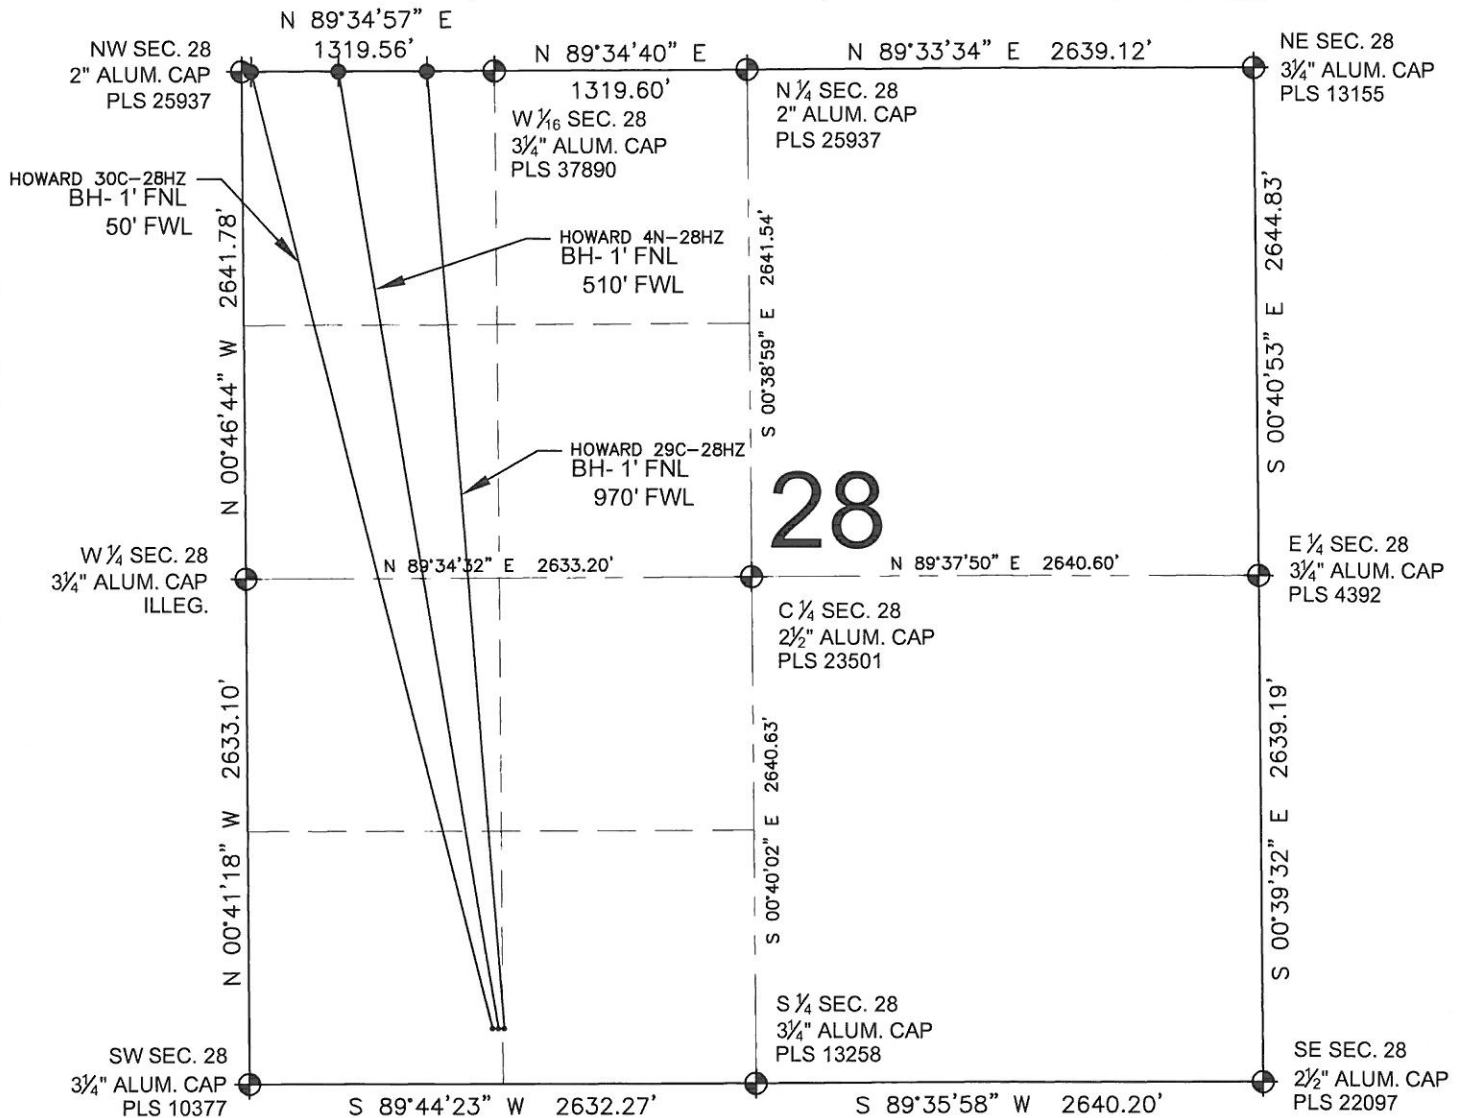 N 89°34'57" E
1319.56'
N 89°34'40" E
1319.60'
N 89°33'34" E 2639.12'
NW SEC. 28
2" ALUM. CAP
PLS 25937
W 1/16 SEC. 28
3¼" ALUM. CAP
PLS 37890
N ¼ SEC. 28
2" ALUM. CAP
PLS 25937
NE SEC. 28
3¼" ALUM. CAP
PLS 13155
HOWARD 30C-28HZ
BH- 1' FNL
50' FWL
HOWARD 4N-28HZ
BH- 1' FNL
510' FWL
HOWARD 29C-28HZ
BH- 1' FNL
970' FWL
N 00°46'44" W 2641.78'
S 00°38'59" E 2641.54'
S 00°40'53" E 2644.83'
28
W ¼ SEC. 28
3¼" ALUM. CAP
ILLEG.
N 89°34'32" E 2633.20'
N 89°37'50" E 2640.60'
C ¼ SEC. 28
2½" ALUM. CAP
PLS 23501
E ¼ SEC. 28
3¼" ALUM. CAP
PLS 4392
N 00°41'18" W 2633.10'
S 00°40'02" E 2640.63'
S 00°39'32" E 2639.19'
SW SEC. 28
3¼" ALUM. CAP
PLS 10377
S ¼ SEC. 28
3¼" ALUM. CAP
PLS 13258
SE SEC. 28
2½" ALUM. CAP
PLS 22097
S 89°44'23" W 2632.27'
S 89°35'58" W 2640.20'